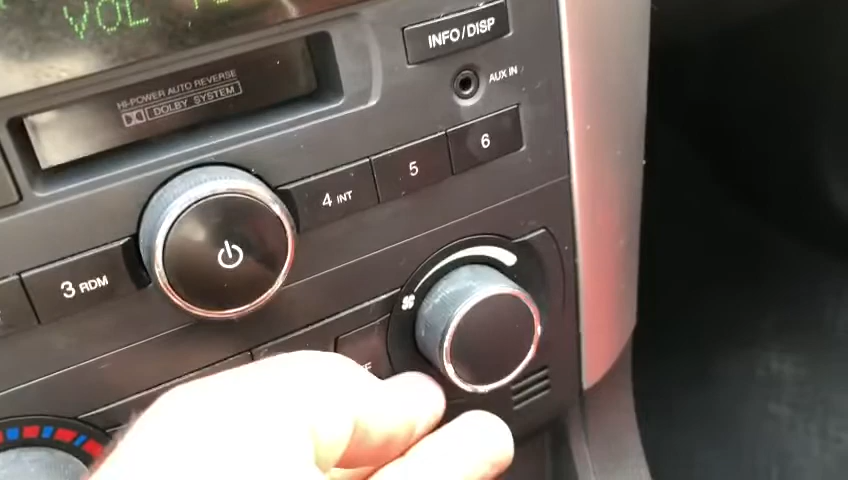 VOL
INFO/DISP
AUX IN
HI-POWER AUTO REVERSE
DOLBY SYSTEM
3 RDM
4 INT
5
6